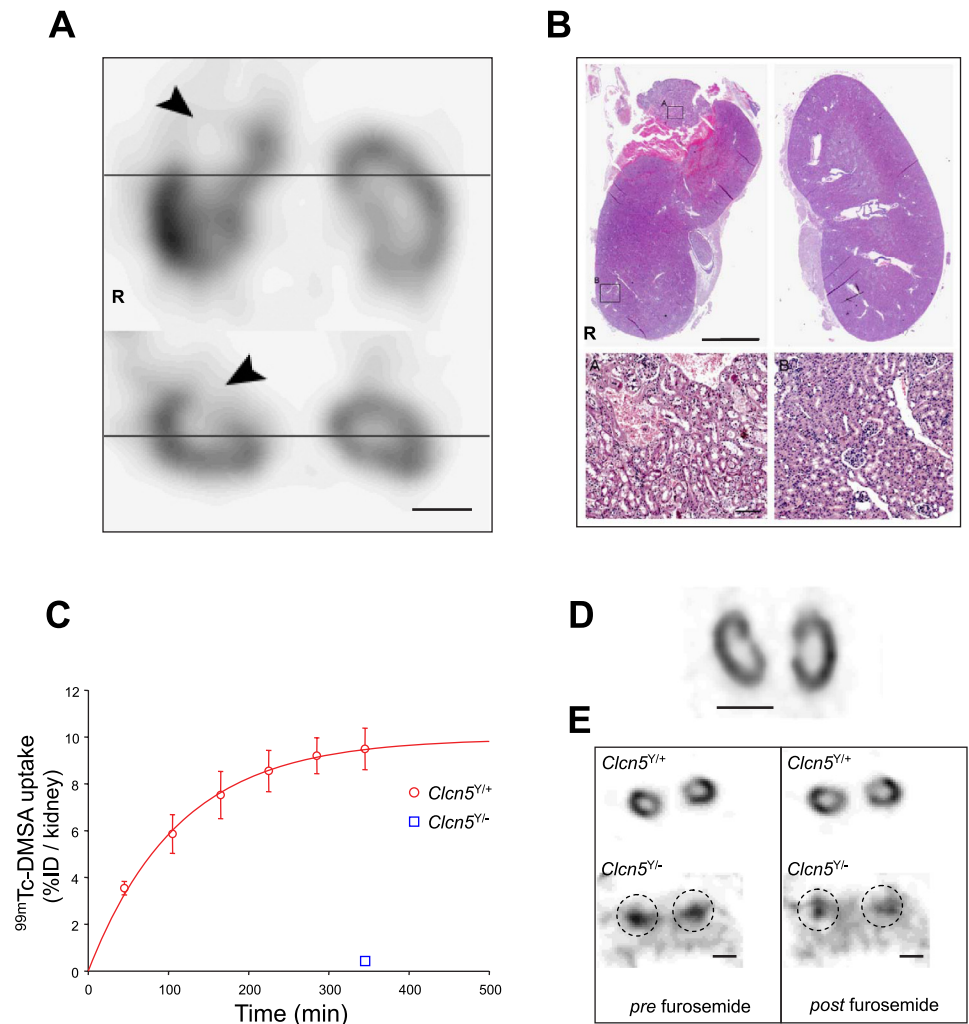 A
B
R
A
B
R
A
B
C
12
10
8
6
4
2
0
0
100
200
300
400
500
99mTc-DMSA uptake
(%ID / kidney)
Time (min)
Clcn5Y/+
Clcn5Y/-
D
E
Clcn5Y/+
Clcn5Y/+
Clcn5Y/-
Clcn5Y/-
pre furosemide
post furosemide